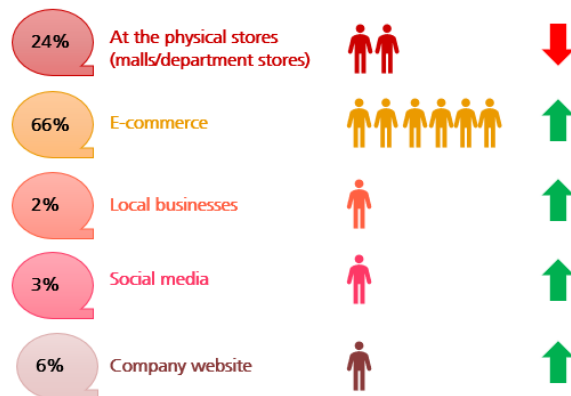 24%
At the physical stores
(malls/department stores)
66%
E-commerce
2%
Local businesses
3%
Social media
6%
Company website